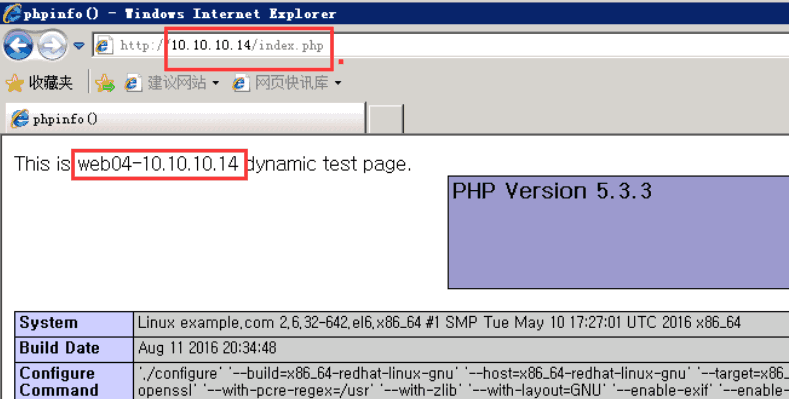 phpinfo() - Windows Internet Explorer
http://10.10.10.14/index.php
收藏夹 建议网站 网页快讯库
phpinfo()
This is web04-10.10.10.14 dynamic test page.
PHP Version 5.3.3
System Linux example.com 2.6.32-642.el6.x86_64 #1 SMP Tue May 10 17:27:01 UTC 2016 x86_64
Build Date Aug 11 2016 20:34:48
Configure Command './configure' '--build=x86_64-redhat-linux-gnu' '--host=x86_64-redhat-linux-gnu' '--target=x86_
openssl' '--with-pcre-regex=/usr' '--with-zlib' '--with-layout=GNU' '--enable-exif' '--enable-